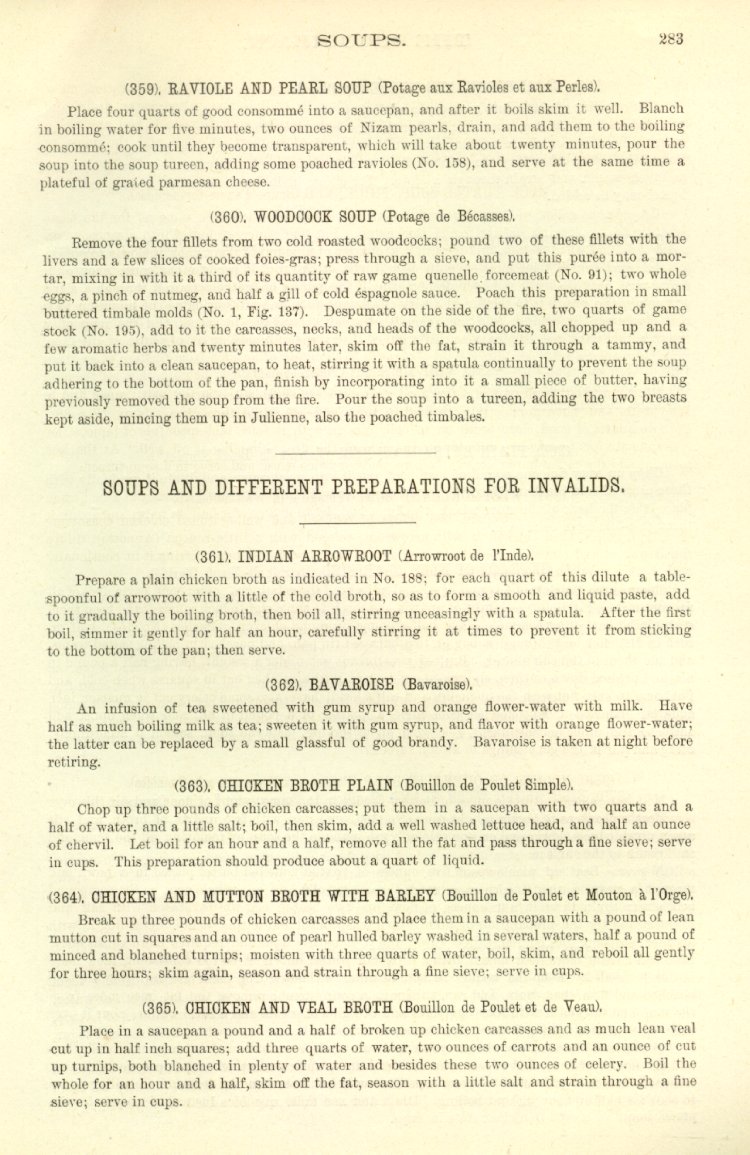 SOUPS. 283
(359). RAVIOLE AND PEARL SOUP (Potage aux Ravioles et aux Perles).
Place four quarts of good consommé into a saucepan, and after it boils skim it well. Blanch
in boiling water for five minutes, two ounces of Nizam pearls, drain, and add them to the boiling
consommé; cook until they become transparent, which will take about twenty minutes, pour the
soup into the soup tureen, adding some poached ravioles (No. 158), and serve at the same time a
plateful of grated parmesan cheese.
(360). WOODCOCK SOUP (Potage de Bécasses).
Remove the four fillets from two cold roasted woodcocks; pound two of these fillets with the
livers and a few slices of cooked foies-gras; press through a sieve, and put this purée into a mor-
tar, mixing in with it a third of its quantity of raw game quenelle forcemeat (No. 91); two whole
eggs, a pinch of nutmeg, and half a gill of cold éspagnole sauce. Poach this preparation in small
buttered timbale molds (No. 1, Fig. 137). Despumate on the side of the fire, two quarts of game
stock (No. 195), add to it the carcasses, necks, and heads of the woodcocks, all chopped up and a
few aromatic herbs and twenty minutes later, skim off the fat, strain it through a tammy, and
put it back into a clean saucepan, to heat, stirring it with a spatula continually to prevent the soup
adhering to the bottom of the pan, finish by incorporating into it a small piece of butter, having
previously removed the soup from the fire. Pour the soup into a tureen, adding the two breasts
kept aside, mincing them up in Julienne, also the poached timbales.
SOUPS AND DIFFERENT PREPARATIONS FOR INVALIDS.
(361). INDIAN ARROWROOT (Arrowroot de l'Inde).
Prepare a plain chicken broth as indicated in No. 188; for each quart of this dilute a table-
spoonful of arrowroot with a little of the cold broth, so as to form a smooth and liquid paste, add
to it gradually the boiling broth, then boil all, stirring unceasingly with a spatula. After the first
boil, simmer it gently for half an hour, carefully stirring it at times to prevent it from sticking
to the bottom of the pan; then serve.
(362). BAVAROISE (Bavaroise).
An infusion of tea sweetened with gum syrup and orange flower-water with milk. Have
half as much boiling milk as tea; sweeten it with gum syrup, and flavor with orange flower-water;
the latter can be replaced by a small glassful of good brandy. Bavaroise is taken at night before
retiring.
(363). CHICKEN BROTH PLAIN (Bouillon de Poulet Simple).
Chop up three pounds of chicken carcasses; put them in a saucepan with two quarts and a
half of water, and a little salt; boil, then skim, add a well washed lettuce head, and half an ounce
of chervil. Let boil for an hour and a half, remove all the fat and pass through a fine sieve; serve
in cups. This preparation should produce about a quart of liquid.
(364). CHICKEN AND MUTTON BROTH WITH BARLEY (Bouillon de Poulet et Mouton à l'Orge).
Break up three pounds of chicken carcasses and place them in a saucepan with a pound of lean
mutton cut in squares and an ounce of pearl hulled barley washed in several waters, half a pound of
minced and blanched turnips; moisten with three quarts of water, boil, skim, and reboil all gently
for three hours; skim again, season and strain through a fine sieve; serve in cups.
(365). CHICKEN AND VEAL BROTH (Bouillon de Poulet et de Veau).
Place in a saucepan a pound and a half of broken up chicken carcasses and as much lean veal
cut up in half inch squares; add three quarts of water, two ounces of carrots and an ounce of cut
up turnips, both blanched in plenty of water and besides these two ounces of celery. Boil the
whole for an hour and a half, skim off the fat, season with a little salt and strain through a fine
sieve; serve in cups.